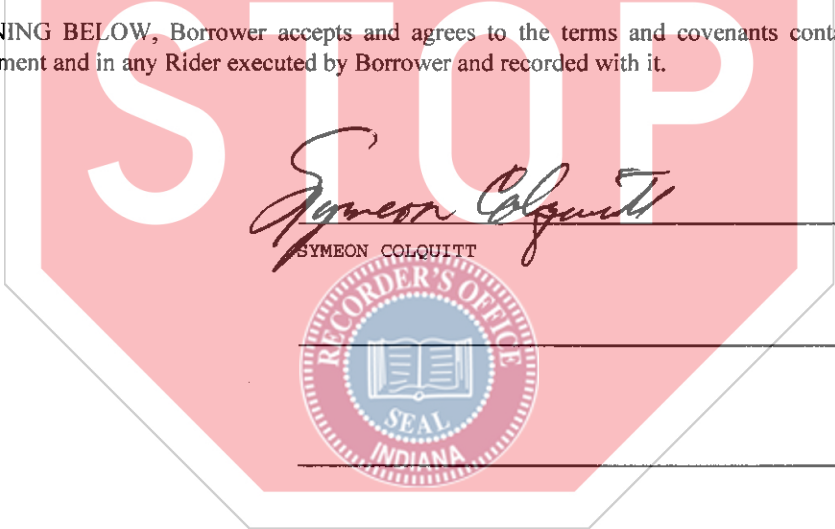 STOP
NING BELOW, Borrower accepts and agrees to the terms and covenants conta
ment and in any Rider executed by Borrower and recorded with it.
Symeon Colquitt
SYMEON COLQUITT
RECORDER'S OFFICE
SEAL
INDIANA